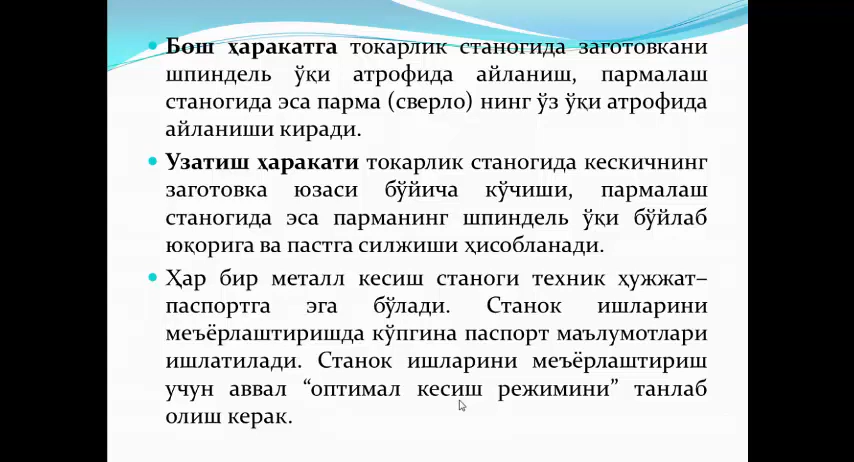 Бош ҳаракатга токарлик станогида заготовкани
шпиндель ўқи атрофида айланиш, пармалаш
станогида эса парма (сверло) нинг ўз ўқи атрофида
айланиши киради.
Узатиш ҳаракати токарлик станогида кескичнинг
заготовка юзаси бўйича кўчиши, пармалаш
станогида эса парманинг шпиндель ўқи бўйлаб
юқорига ва пастга силжиши ҳисобланади.
Ҳар бир металл кесиш станоги техник ҳужжат–
паспортга эга бўлади. Станок ишларини
меъёрлаштиришда кўпгина паспорт маълумотлари
ишлатилади. Станок ишларини меъёрлаштириш
учун аввал “оптимал кесиш режимини” танлаб
олиш керак.